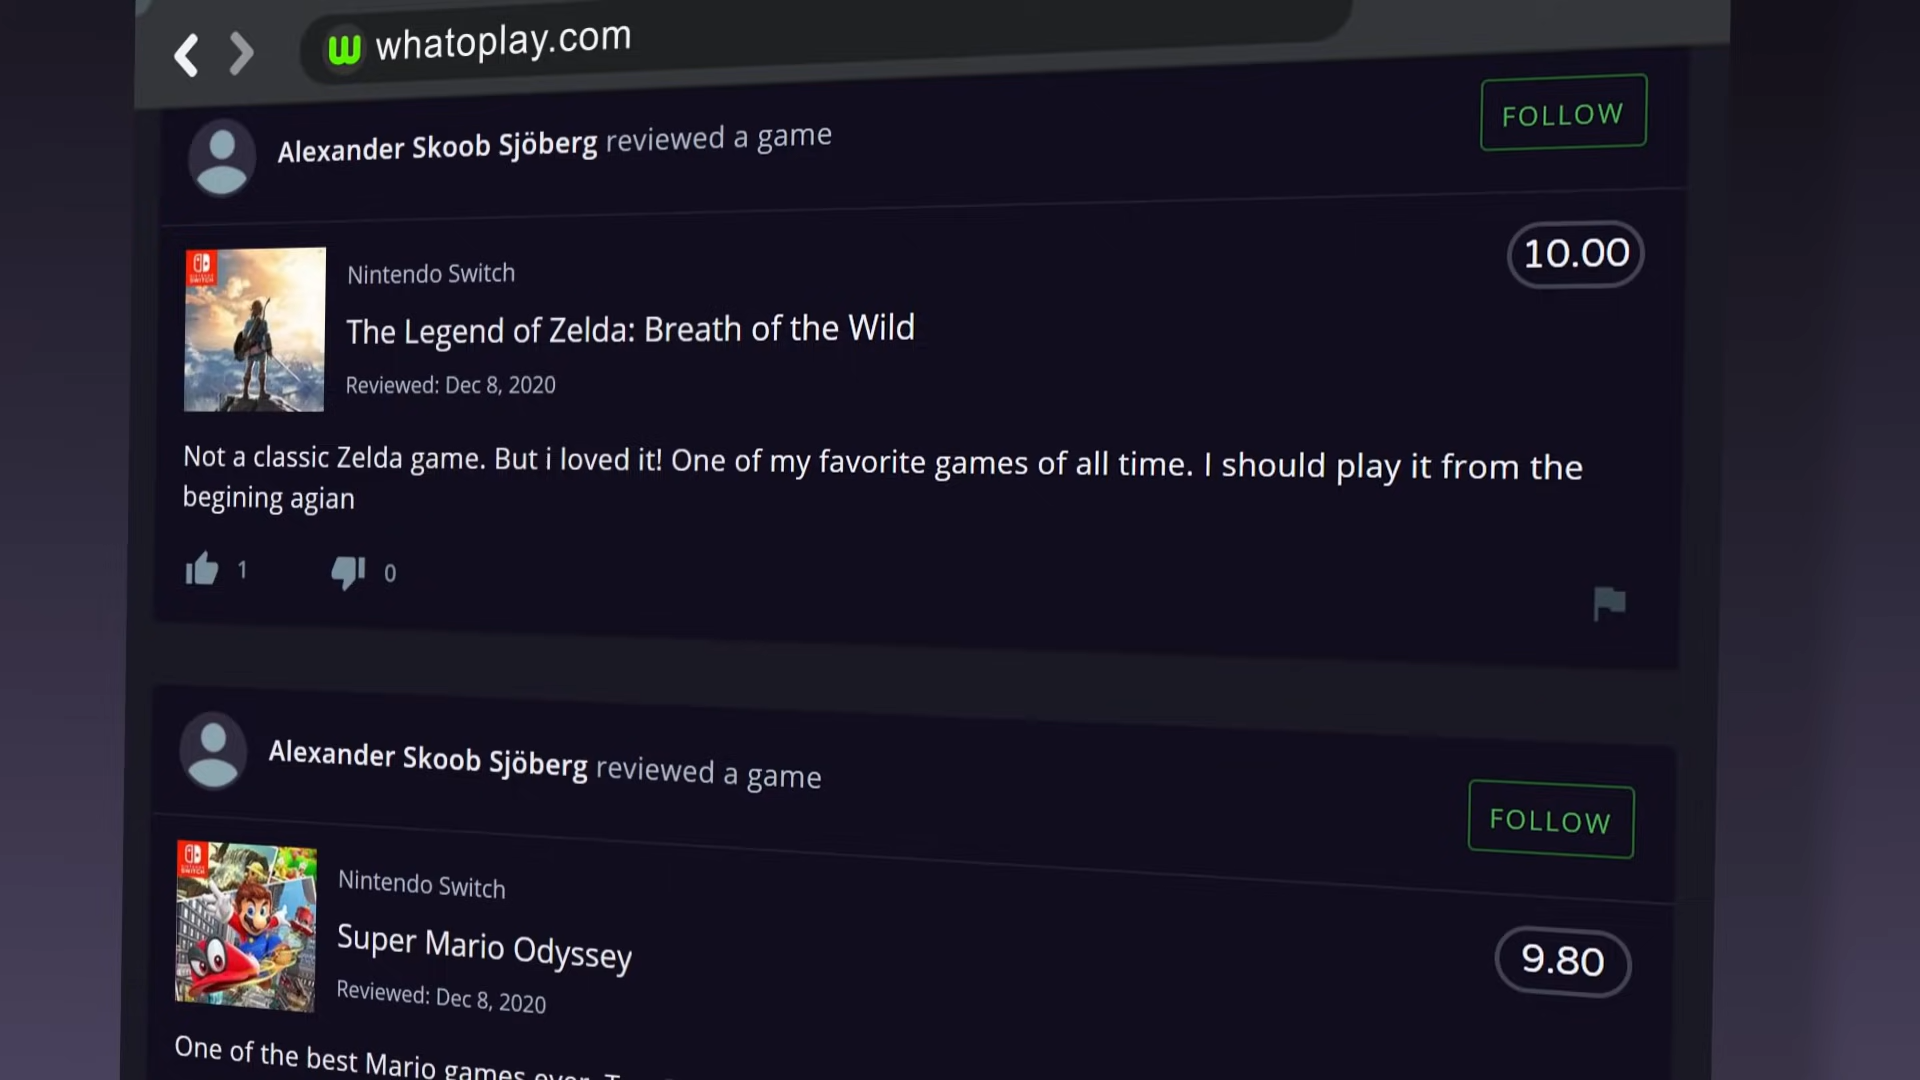 whatoplay.com
Alexander Skoob Sjöberg reviewed a game
FOLLOW
Nintendo Switch
10.00
The Legend of Zelda: Breath of the Wild
Reviewed: Dec 8, 2020
Not a classic Zelda game. But i loved it! One of my favorite games of all time. I should play it from the
begining agian
1
0
Alexander Skoob Sjöberg reviewed a game
FOLLOW
Nintendo Switch
Super Mario Odyssey
9.80
Reviewed: Dec 8, 2020
One of the best Mario games ever.